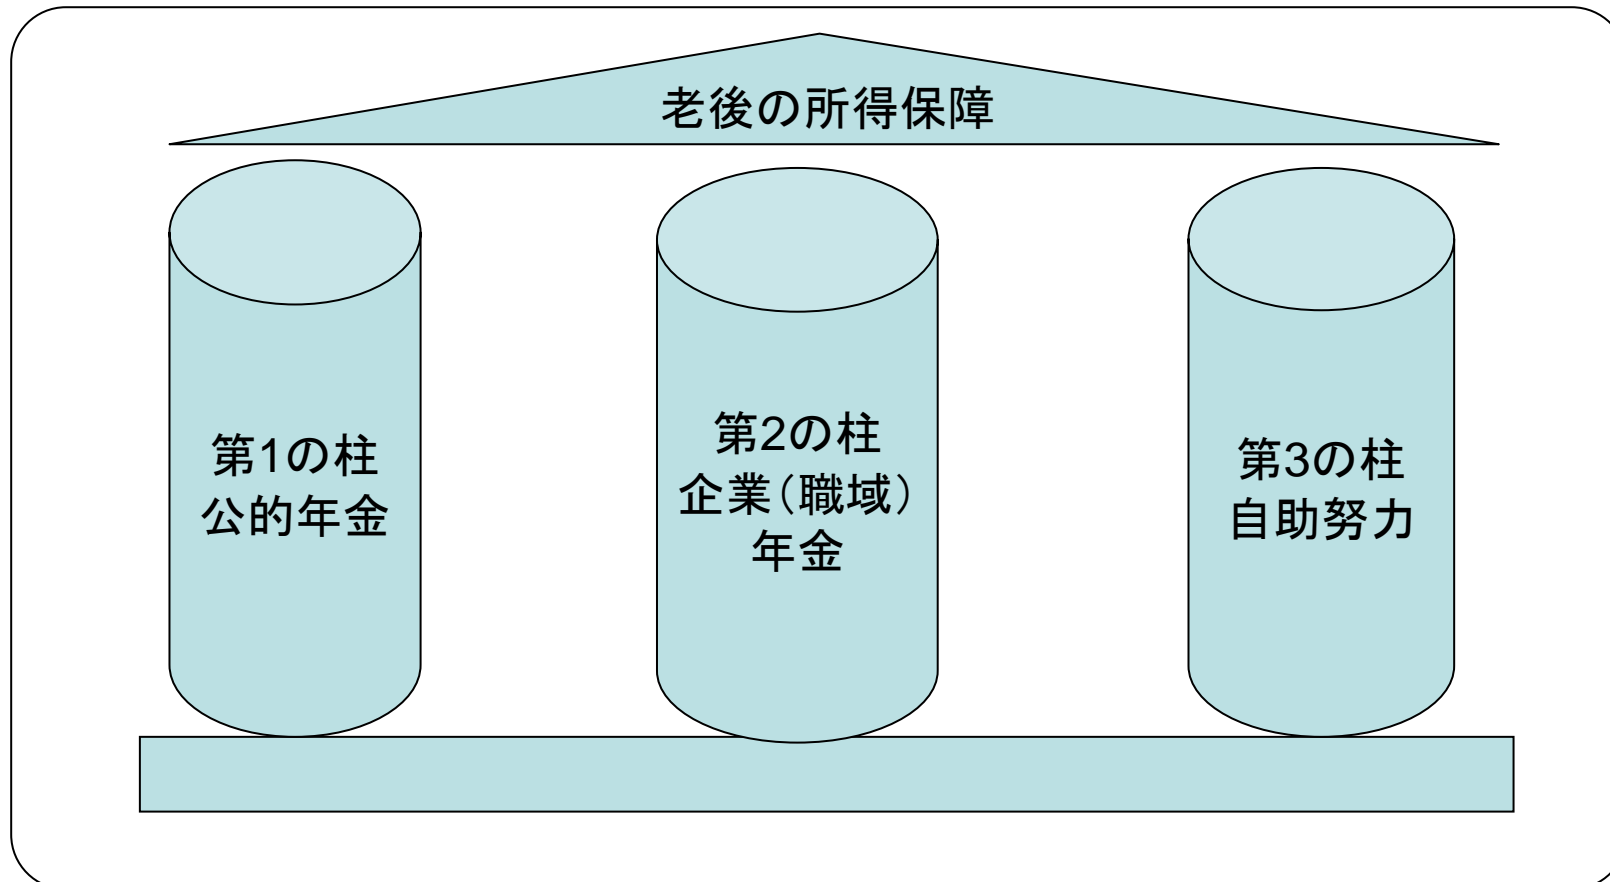 老後の所得保障
第1の柱
公的年金
第2の柱
企業(職域)
年金
第3の柱
自助努力